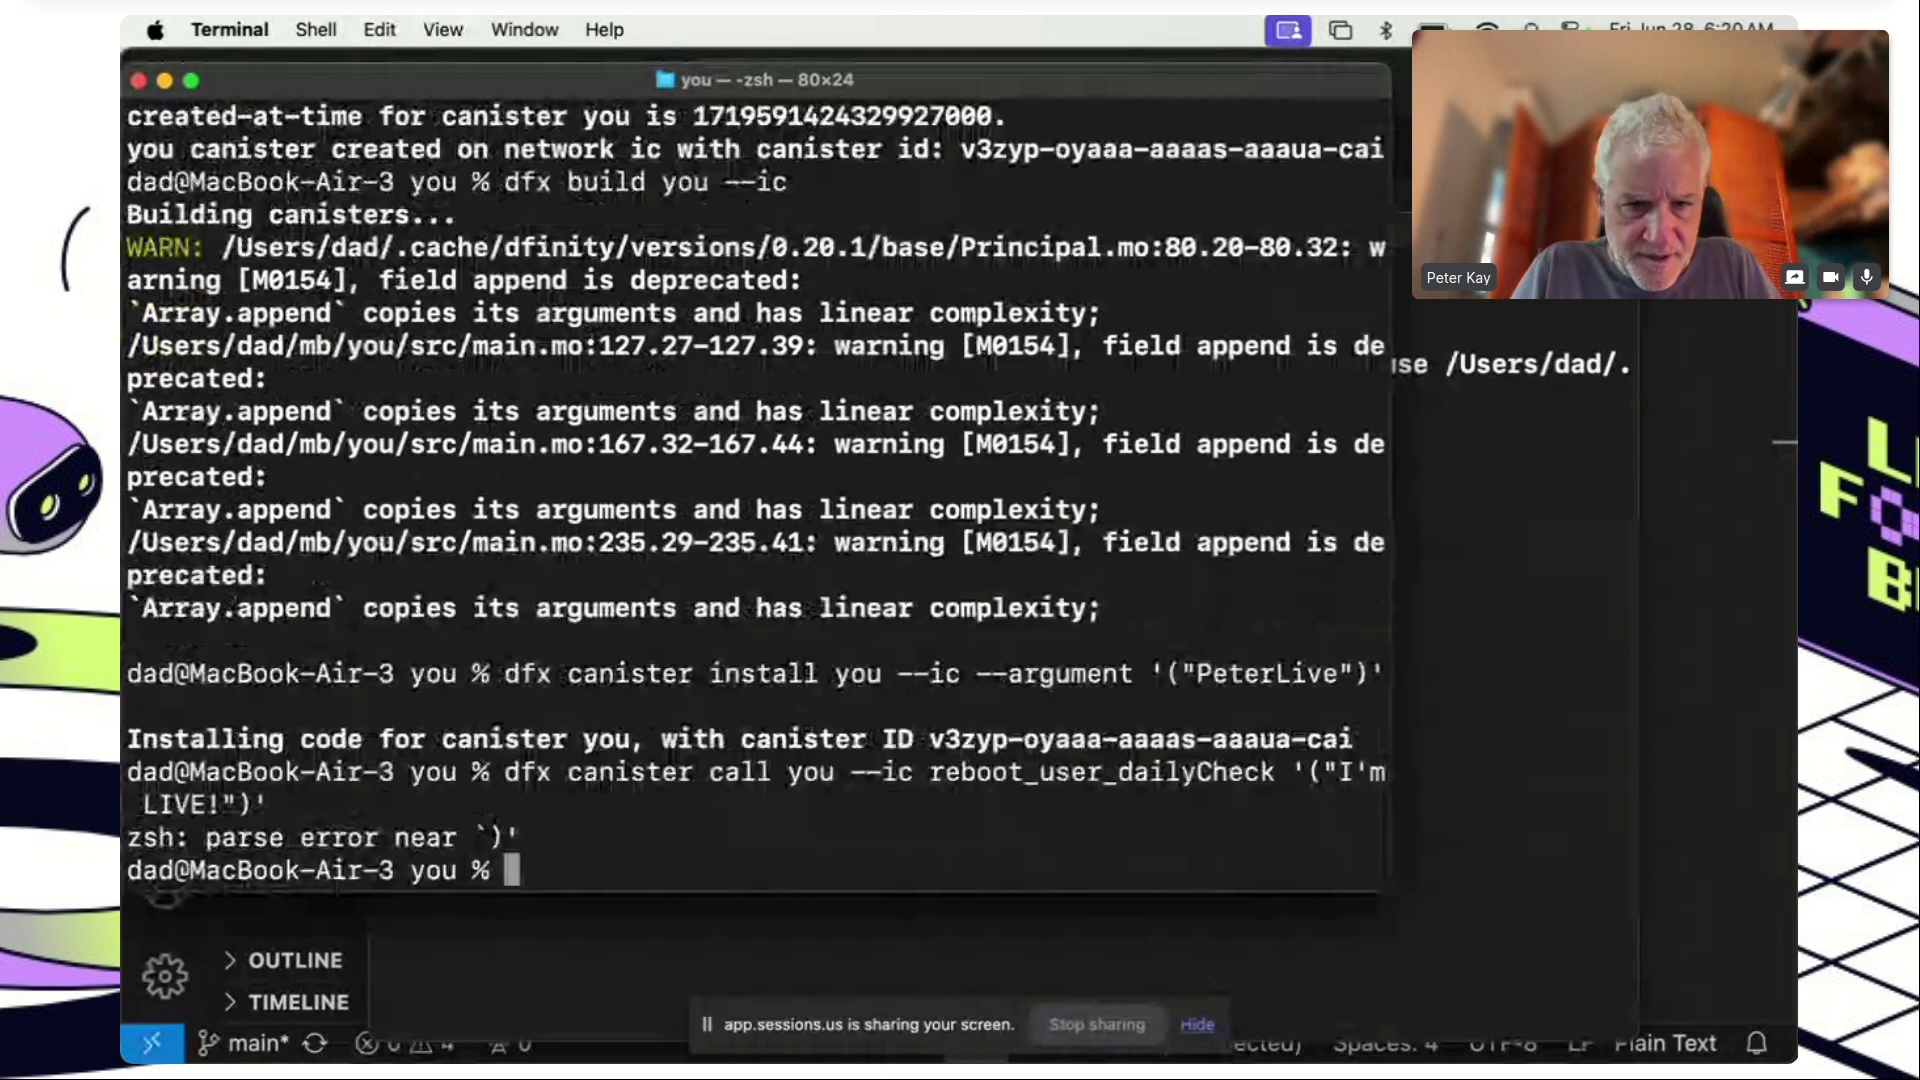 Terminal Shell Edit View Window Help Fri Jun 28 6:20 AM
you — -zsh — 80×24
created-at-time for canister you is 1719591424329927000.
you canister created on network ic with canister id: v3zyp-oyaaa-aaaas-aaaua-cai
dad@MacBook-Air-3 you % dfx build you --ic
Building canisters...
WARN: /Users/dad/.cache/dfinity/versions/0.20.1/base/Principal.mo:80.20-80.32: w
arning [M0154], field append is deprecated:
`Array.append` copies its arguments and has linear complexity;
/Users/dad/mb/you/src/main.mo:127.27-127.39: warning [M0154], field append is de
precated:
`Array.append` copies its arguments and has linear complexity;
/Users/dad/mb/you/src/main.mo:167.32-167.44: warning [M0154], field append is de
precated:
`Array.append` copies its arguments and has linear complexity;
/Users/dad/mb/you/src/main.mo:235.29-235.41: warning [M0154], field append is de
precated:
`Array.append` copies its arguments and has linear complexity;
dad@MacBook-Air-3 you % dfx canister install you --ic --argument '("PeterLive")'
Installing code for canister you, with canister ID v3zyp-oyaaa-aaaas-aaaua-cai
dad@MacBook-Air-3 you % dfx canister call you --ic reboot_user_dailyCheck '("I'm
 LIVE!")'
zsh: parse error near `)'
dad@MacBook-Air-3 you %
Peter Kay
se /Users/dad/.
OUTLINE
TIMELINE
app.sessions.us is sharing your screen. Stop sharing Hide
main* 0 4 0 ected) Spaces: 4 UTF-8 LF Plain Text
L
FO
B